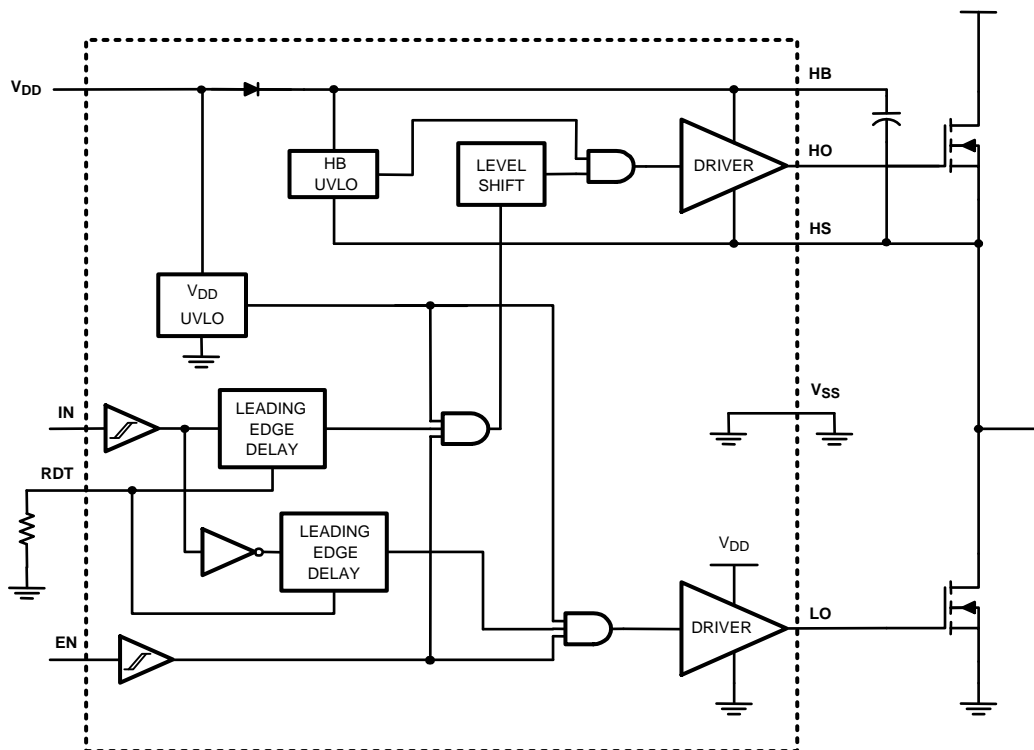 VDD
HB
HB
UVLO
LEVEL
SHIFT
DRIVER
HO
HS
VDD
UVLO
VSS
IN
LEADING
EDGE
DELAY
RDT
LEADING
EDGE
DELAY
VDD
EN
DRIVER
LO